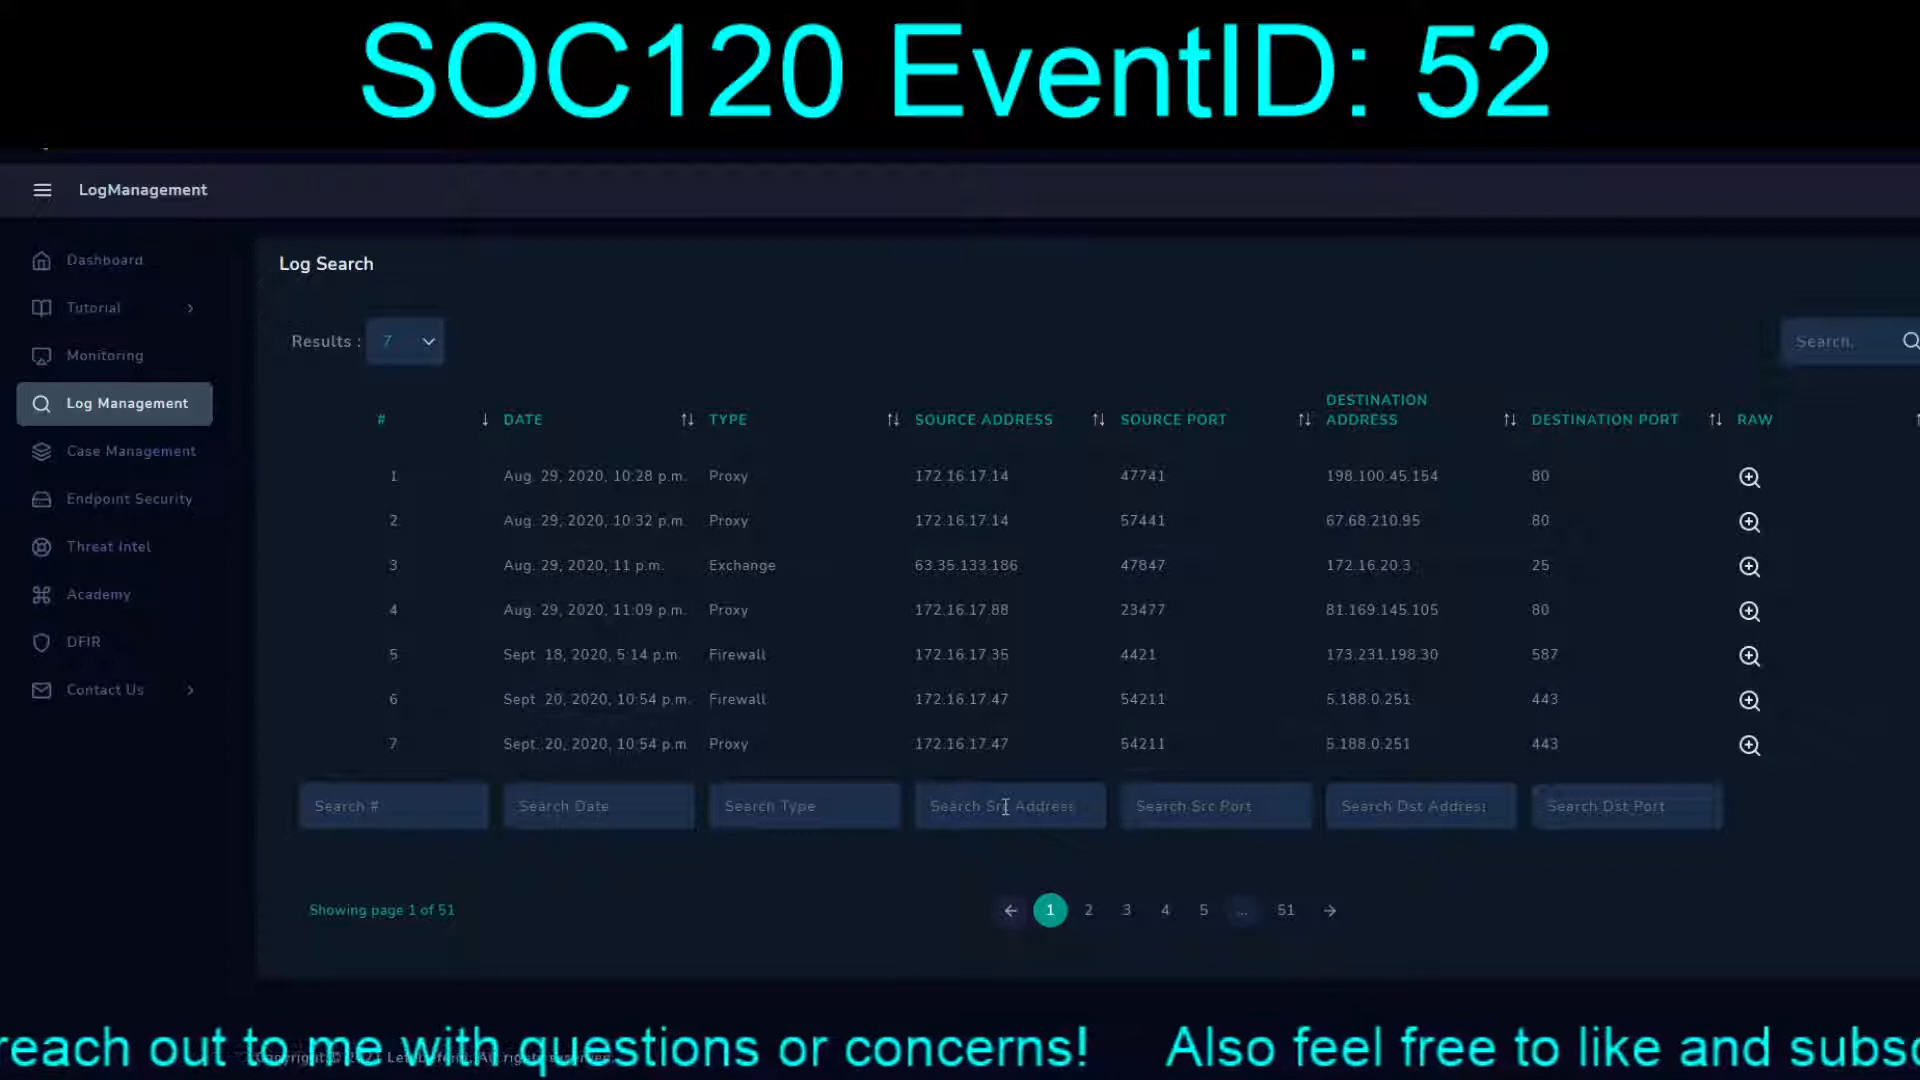 SOC120 EventID: 52
LogManagement
Dashboard
Tutorial
Monitoring
Log Management
Case Management
Endpoint Security
Threat Intel
Academy
DFIR
Contact Us
Log Search
Results : 7
Search.
# DATE TYPE SOURCE ADDRESS SOURCE PORT DESTINATION ADDRESS DESTINATION PORT RAW
1 Aug. 29, 2020, 10:28 p.m. Proxy 172.16.17.14 47741 198.100.45.154 80
2 Aug. 29, 2020, 10:32 p.m. Proxy 172.16.17.14 57441 67.68.210.95 80
3 Aug. 29, 2020, 11 p.m. Exchange 63.35.133.186 47847 172.16.20.3 25
4 Aug. 29, 2020, 11:09 p.m. Proxy 172.16.17.88 23477 81.169.145.105 80
5 Sept. 18, 2020, 5:14 p.m. Firewall 172.16.17.35 4421 173.231.198.30 587
6 Sept. 20, 2020, 10:54 p.m. Firewall 172.16.17.47 54211 5.188.0.251 443
7 Sept. 20, 2020, 10:54 p.m Proxy 172.16.17.47 54211 5.188.0.251 443
Search # Search Date Search Type Search Src Address Search Src Port Search Dst Address Search Dst Port
Showing page 1 of 51
1 2 3 4 5 ... 51
reach out to me with questions or concerns! Also feel free to like and subsc